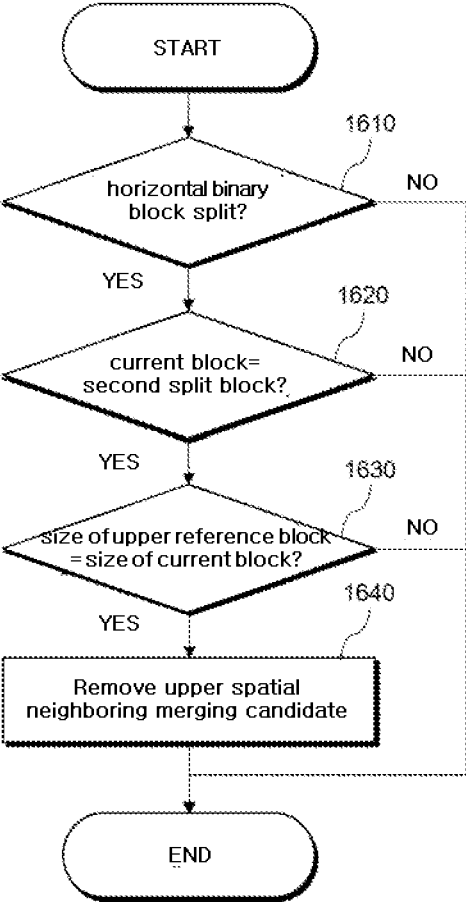 START
1610
horizontal binary
block split?
NO
YES
1620
current block=
second split block?
NO
YES
1630
size of upper reference block
= size of current block?
NO
YES
1640
Remove upper spatial
neighboring merging candidate
END